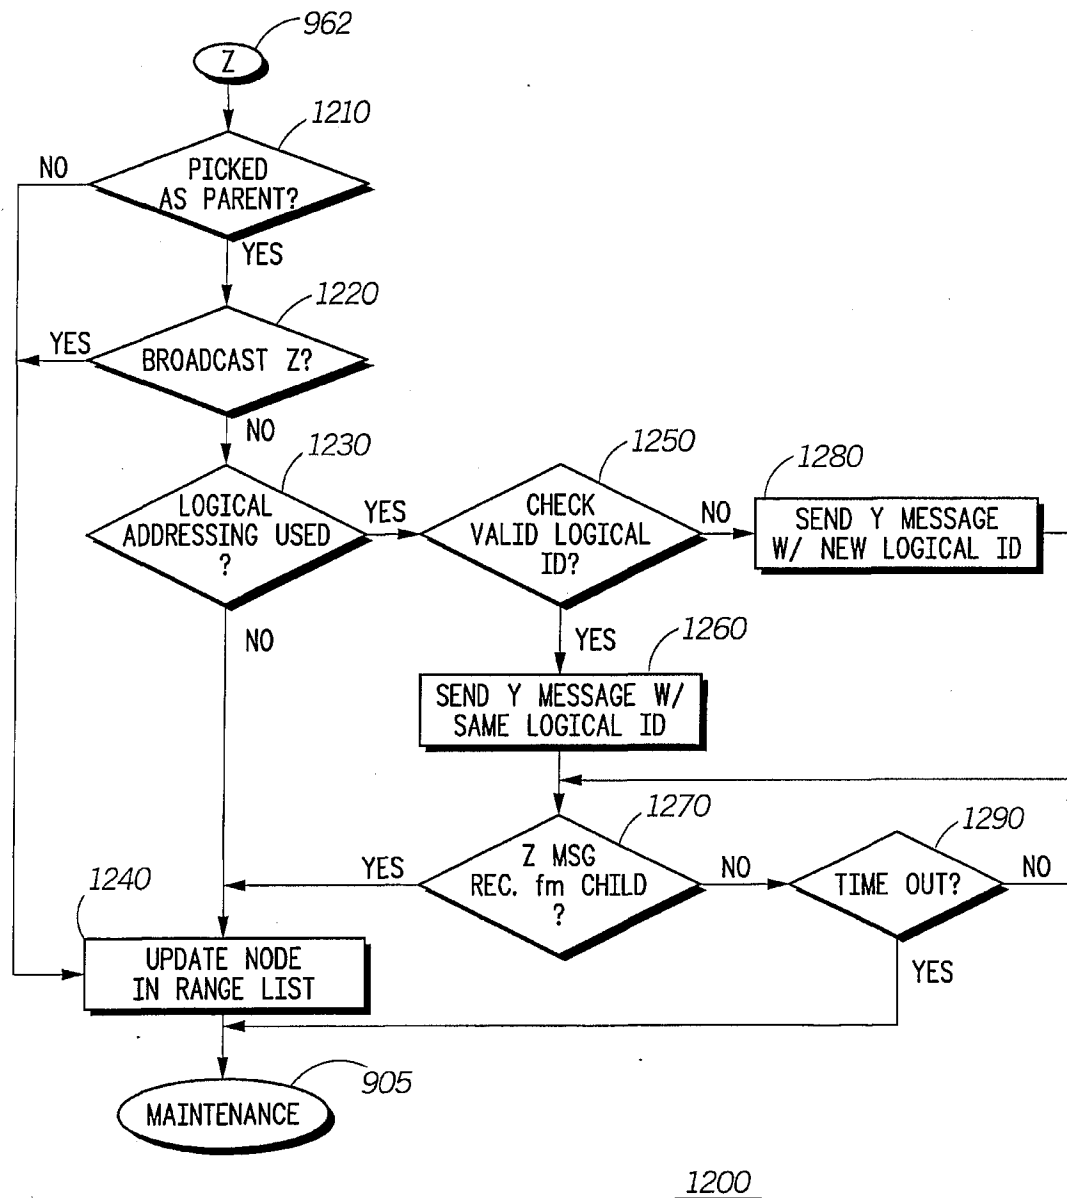 962
Z
1210
NO
PICKED
AS PARENT?
YES
1220
YES
BROADCAST Z?
NO
1230
LOGICAL
ADDRESSING USED
?
YES
NO
1250
CHECK
VALID LOGICAL
ID?
NO
YES
1280
SEND Y MESSAGE
W/ NEW LOGICAL ID
1260
SEND Y MESSAGE W/
SAME LOGICAL ID
1270
YES
Z MSG
REC. fm CHILD
?
NO
1290
TIME OUT?
NO
YES
1240
UPDATE NODE
IN RANGE LIST
905
MAINTENANCE
1200